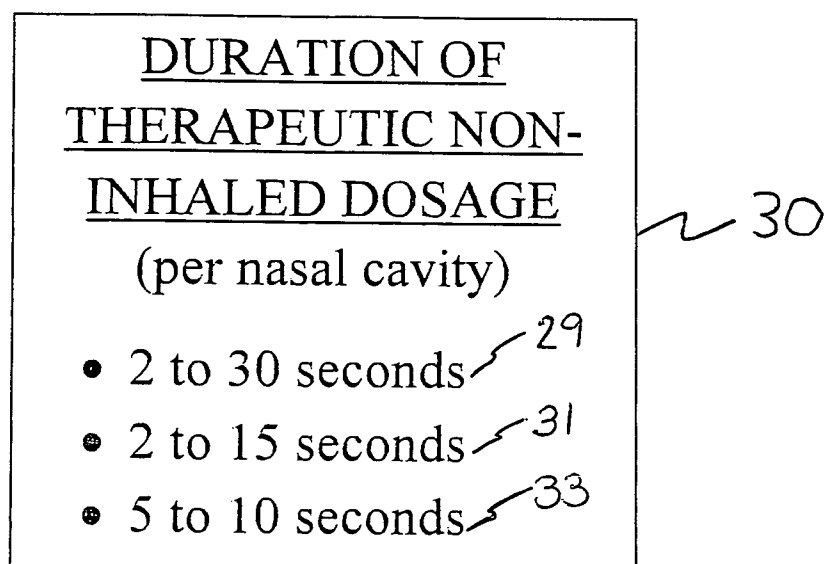 DURATION OF
THERAPEUTIC NON-
INHALED DOSAGE
30
(per nasal cavity)
• 2 to 30 seconds 29
• 2 to 15 seconds 31
• 5 to 10 seconds 33